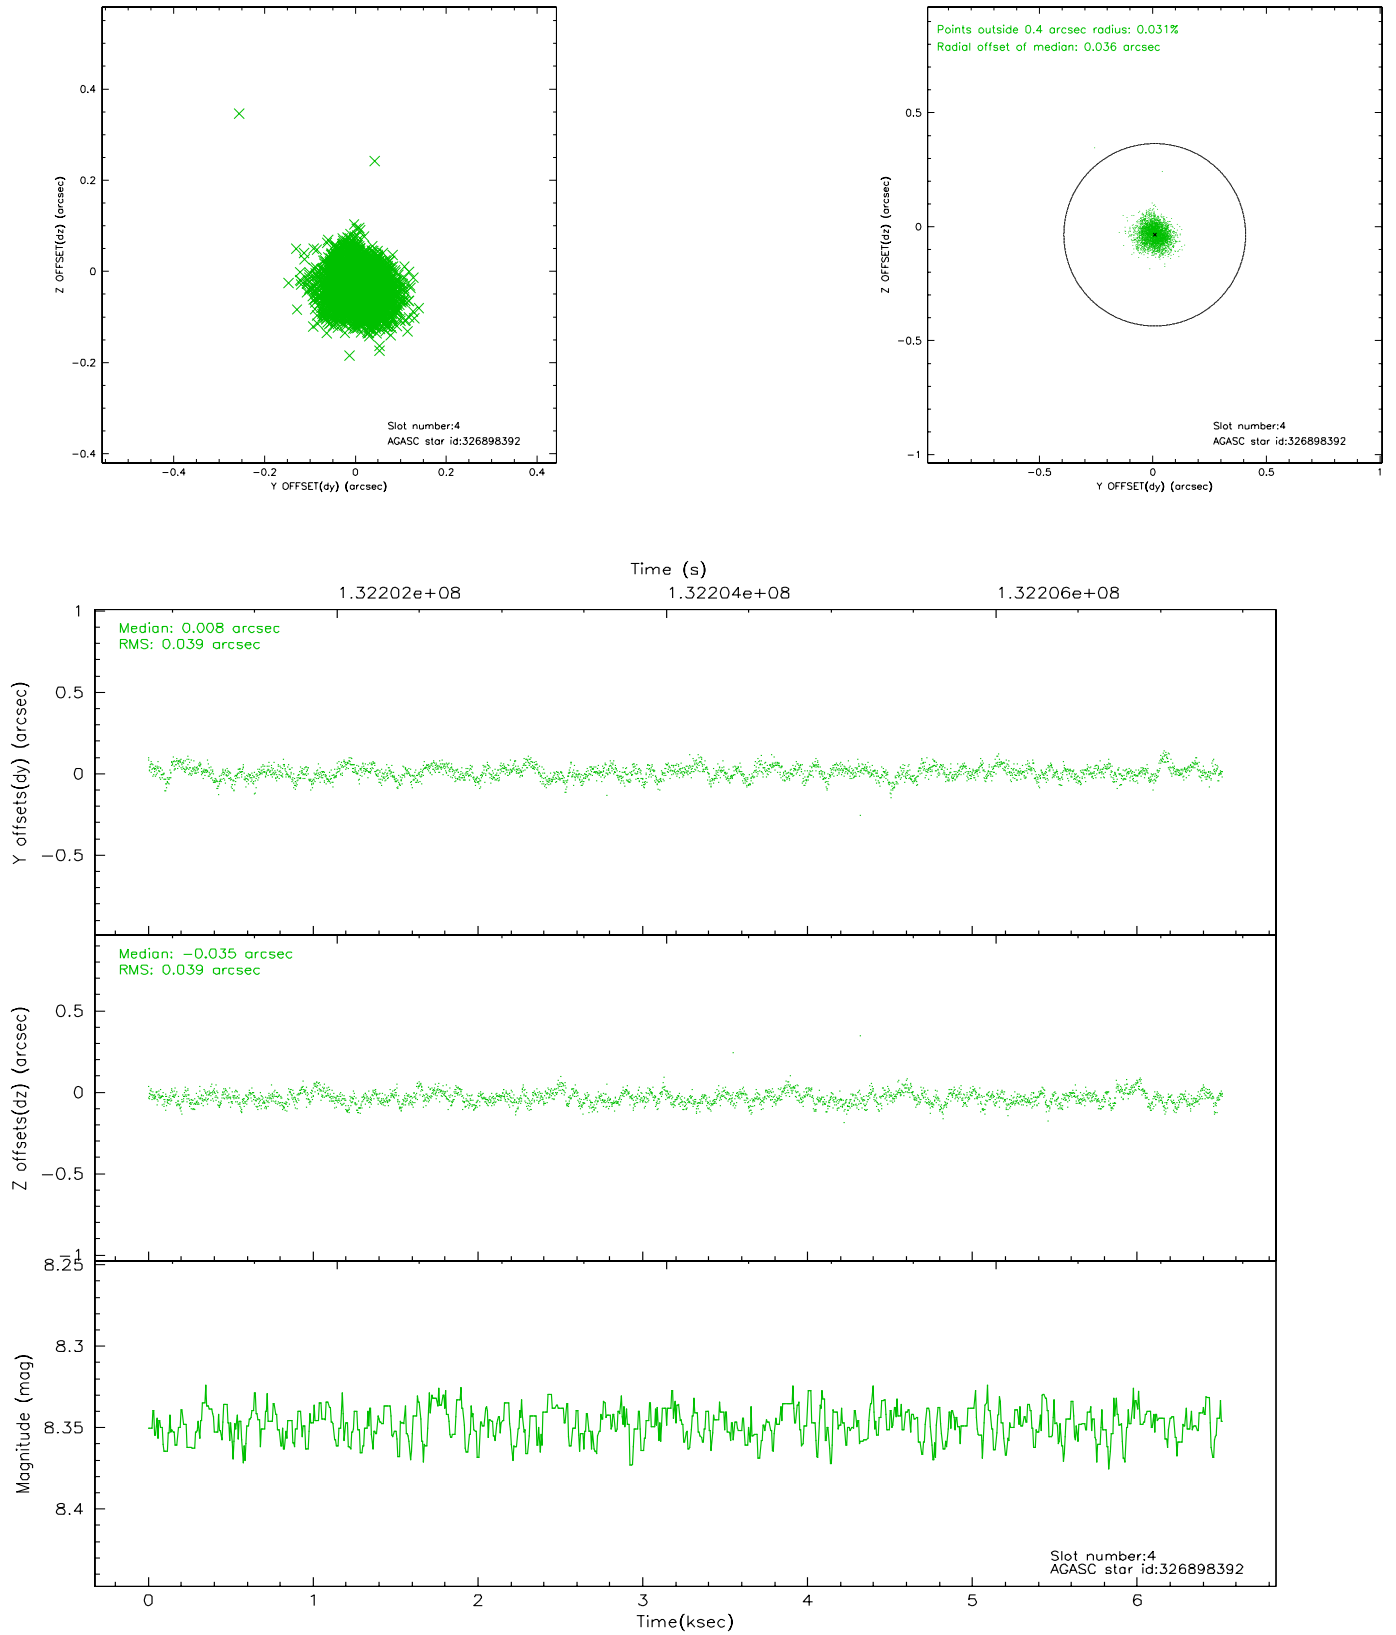 0.4
0.2
0
−0.2
−0.4
Z OFFSET(dz) (arcsec)
Slot number:4
AGASC star id:326898392
−0.4 −0.2 0 0.2 0.4
Y OFFSET(dy) (arcsec)
Points outside 0.4 arcsec radius: 0.031%
Radial offset of median: 0.036 arcsec
0.5
0
−0.5
−1
Z OFFSET(dz) (arcsec)
Slot number:4
AGASC star id:326898392
−0.5 0 0.5 1
Y OFFSET(dy) (arcsec)
Time (s)
1.32202e+08 1.32204e+08 1.32206e+08
Median: 0.008 arcsec
RMS: 0.039 arcsec
1
0.5
0
−0.5
Y offsets(dy) (arcsec)
Median: −0.035 arcsec
RMS: 0.039 arcsec
0.5
0
−0.5
−1
Z offsets(dz) (arcsec)
8.25
8.3
8.35
8.4
Magnitude (mag)
Slot number:4
AGASC star id:326898392
0 1 2 3 4 5 6
Time(ksec)